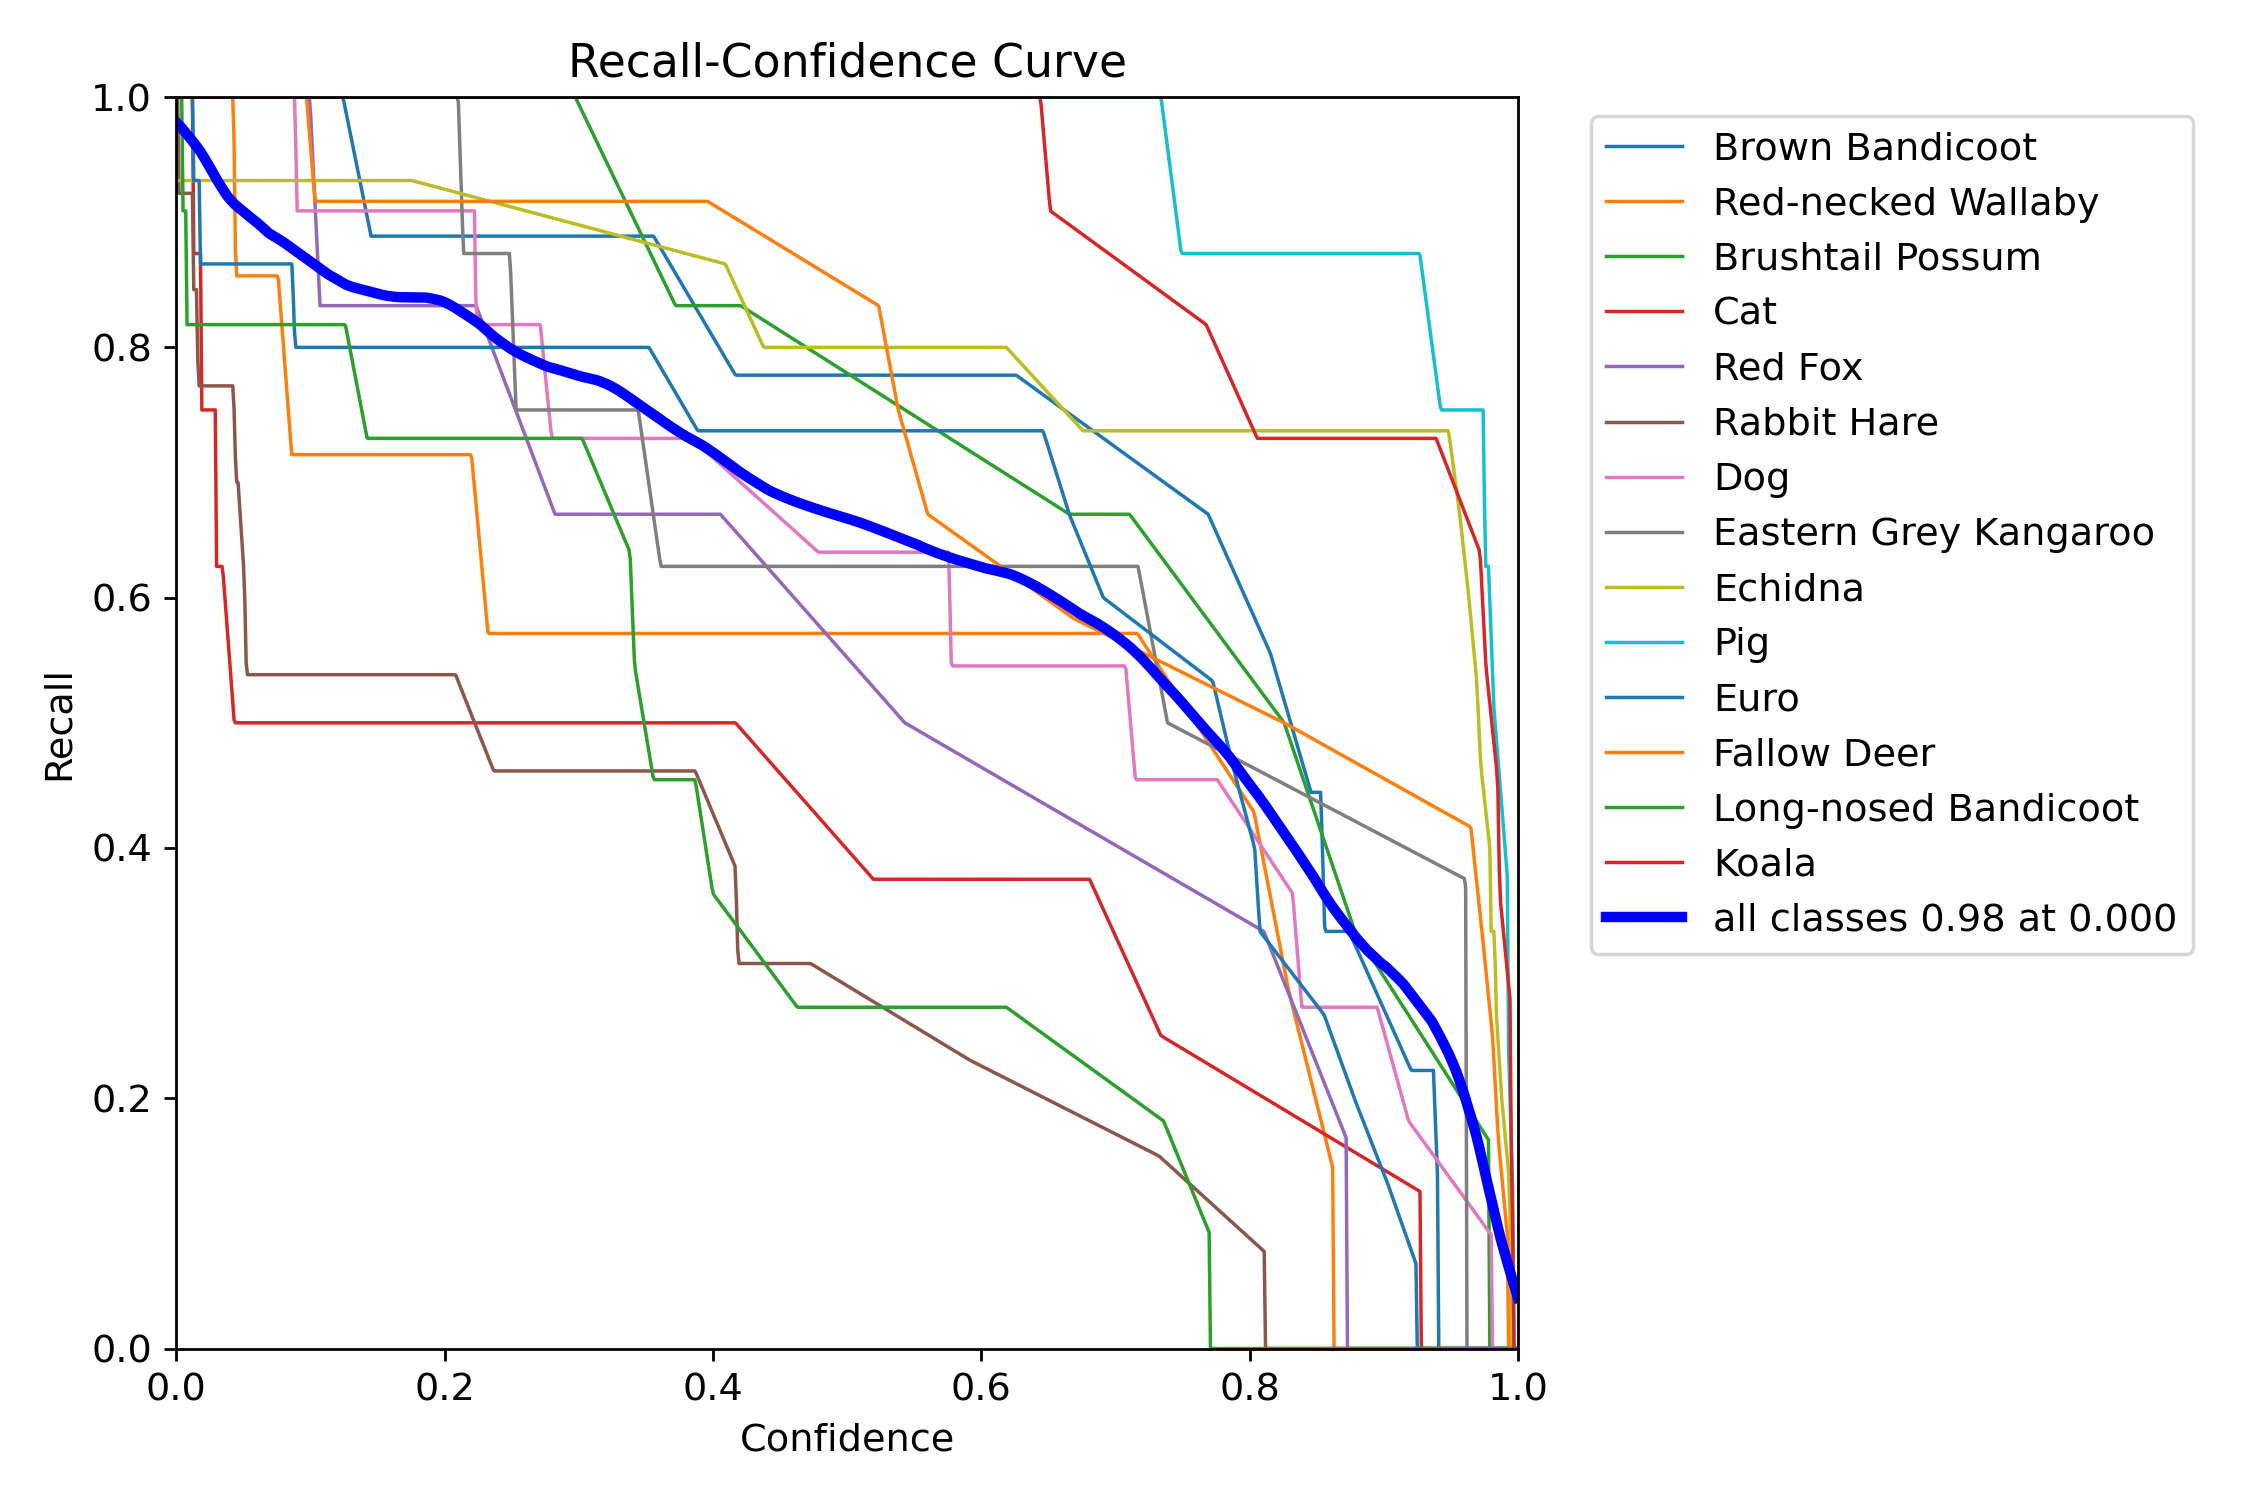 Recall-Confidence Curve
1.0
0.8
0.6
0.4
0.2
0.0
Recall
0.0 0.2 0.4 0.6 0.8 1.0
Confidence
Brown Bandicoot
Red-necked Wallaby
Brushtail Possum
Cat
Red Fox
Rabbit Hare
Dog
Eastern Grey Kangaroo
Echidna
Pig
Euro
Fallow Deer
Long-nosed Bandicoot
Koala
all classes 0.98 at 0.000